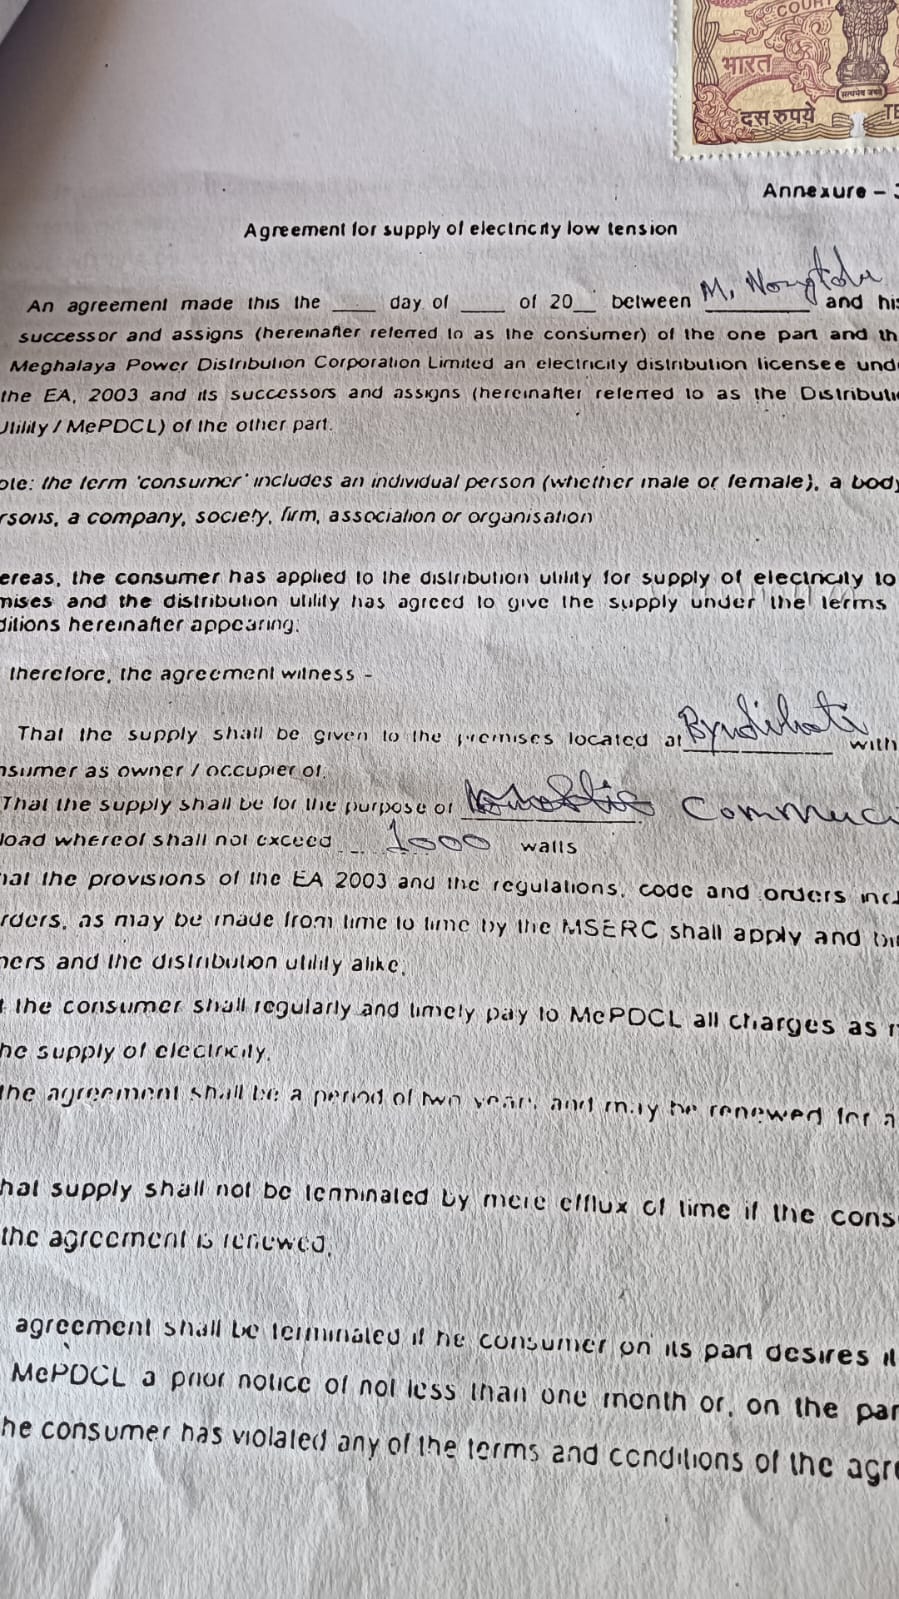 COURT
भारत
सत्यमेव जयते
दस रुपये TE
Annexure –
Agreement for supply of electricity low tension
An agreement made this the ____ day of ____ of 20__ between M. and his
successor and assigns (hereinafter referred to as the consumer) of the one part and th
Meghalaya Power Distribution Corporation Limited an electricity distribution licensee und
the EA, 2003 and its successors and assigns (hereinafter referred to as the Distributi
Utility / MePDCL) of the other part.
ote: the term 'consumer' includes an individual person (whether male or female), a body
rsons, a company, society, firm, association or organisation
ereas, the consumer has applied to the distribution utility for supply of electricity to
mises and the distribution utility has agreed to give the supply under the terms
ditions hereinafter appearing:
therefore, the agreement witness -
That the supply shall be given to the premises located at Byndihati with
nsumer as owner / occupier of.
That the supply shall be for the purpose of Commerci
load whereof shall not exceed 1000 watts
hat the provisions of the EA 2003 and the regulations, code and orders incl
rders, as may be made from time to time by the MSERC shall apply and bi
mers and the distribution utility alike.
t the consumer shall regularly and timely pay to MePDCL all charges as
he supply of electricity.
the agreement shall be a period of two years and may be renewed for a
hat supply shall not be terminated by mere efflux of time if the cons
the agreement is renewed.
agreement shall be terminated if he consumer on its part desires it
MePDCL a prior notice of not less than one month or, on the par
he consumer has violated any of the terms and conditions of the agre